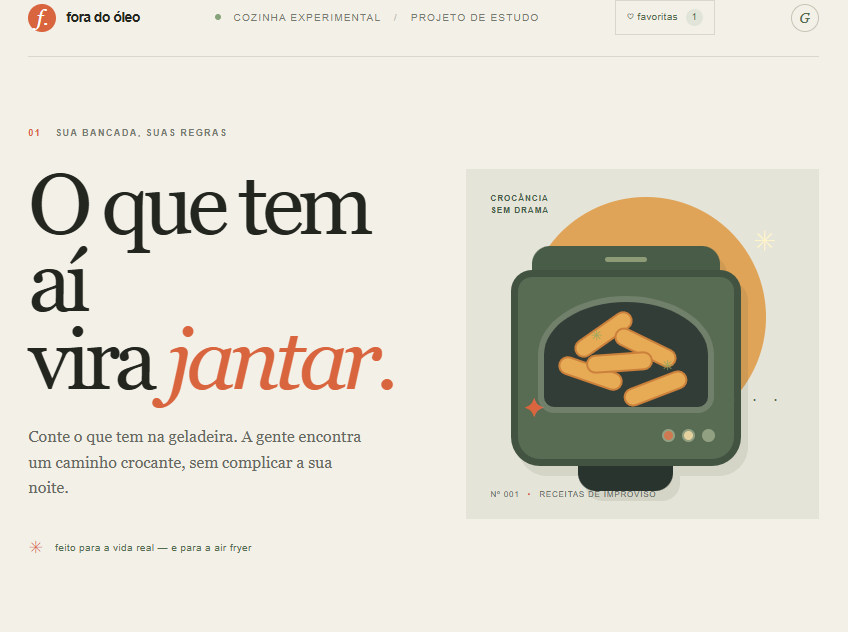 f. fora do óleo
COZINHA EXPERIMENTAL / PROJETO DE ESTUDO
♡ favoritas 1
G
01 SUA BANCADA, SUAS REGRAS
O que tem
aí
vira jantar.
Conte o que tem na geladeira. A gente encontra
um caminho crocante, sem complicar a sua
noite.
feito para a vida real — e para a air fryer
CROCÂNCIA
SEM DRAMA
Nº 001 • RECEITAS DE IMPROVISO